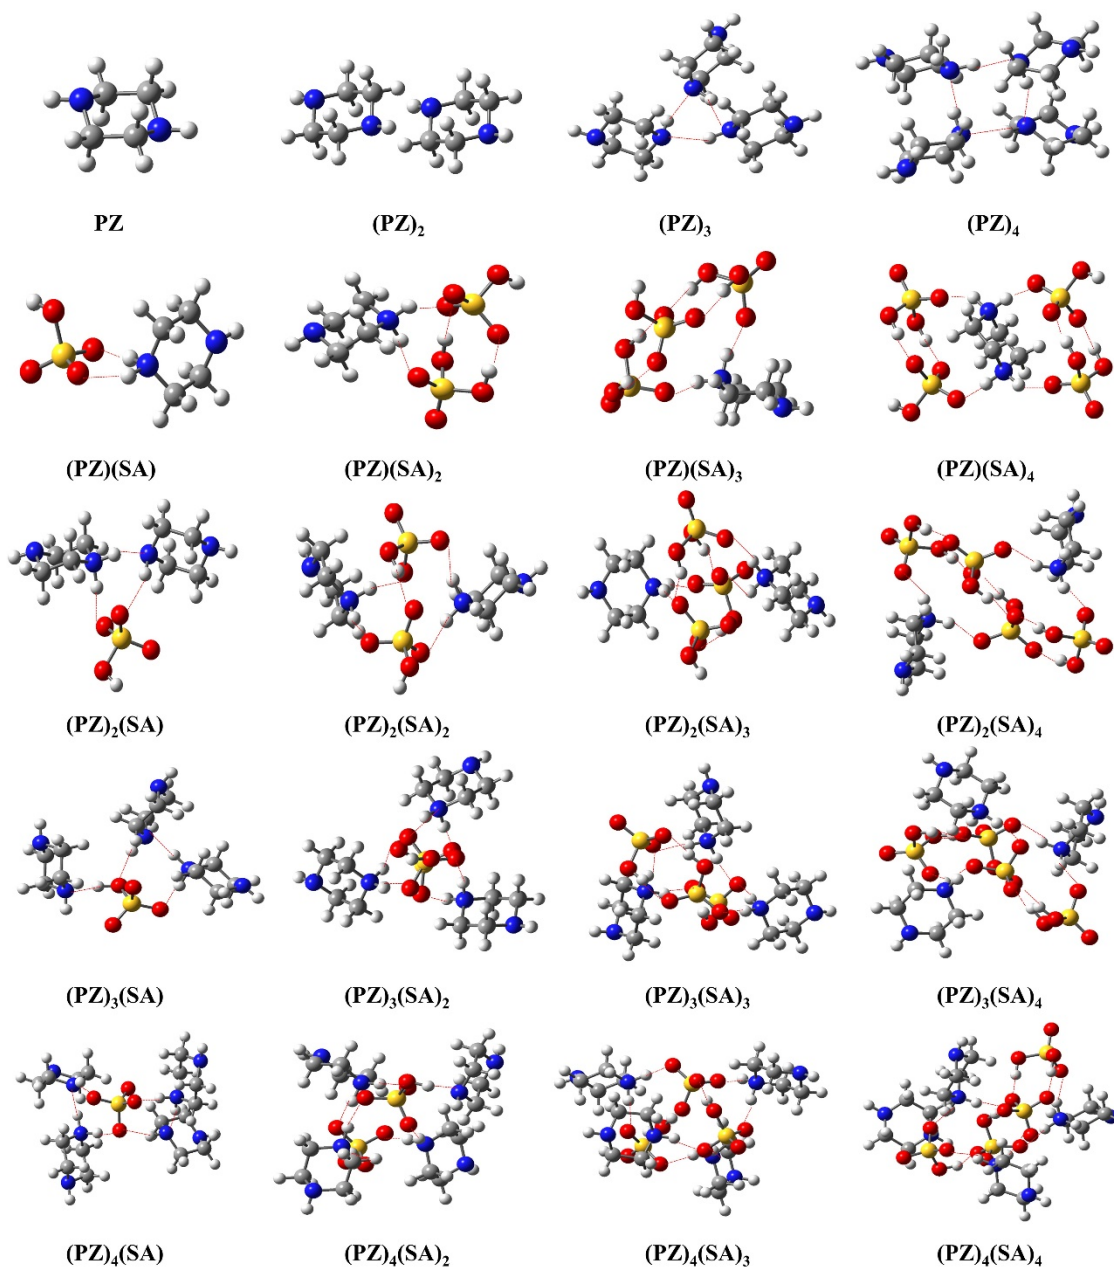 PZ (PZ)₂ (PZ)₃ (PZ)₄
(PZ)(SA) (PZ)(SA)₂ (PZ)(SA)₃ (PZ)(SA)₄
(PZ)₂(SA) (PZ)₂(SA)₂ (PZ)₂(SA)₃ (PZ)₂(SA)₄
(PZ)₃(SA) (PZ)₃(SA)₂ (PZ)₃(SA)₃ (PZ)₃(SA)₄
(PZ)₄(SA) (PZ)₄(SA)₂ (PZ)₄(SA)₃ (PZ)₄(SA)₄